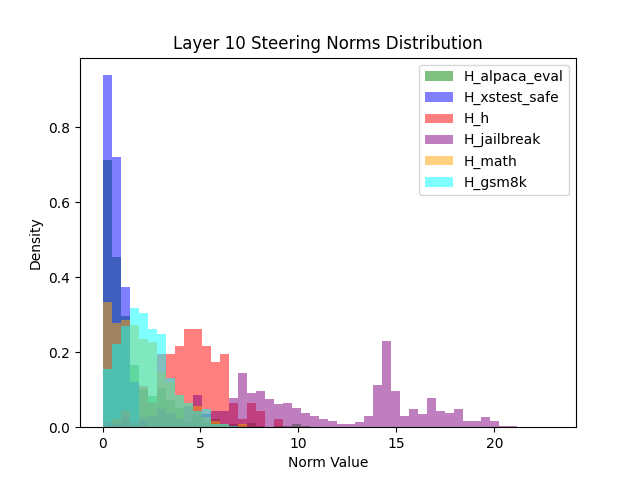 Layer 10 Steering Norms Distribution
H_alpaca_eval
H_xstest_safe
H_h
H_jailbreak
H_math
H_gsm8k
Density
0.8
0.6
0.4
0.2
0.0
0
5
10
15
20
Norm Value